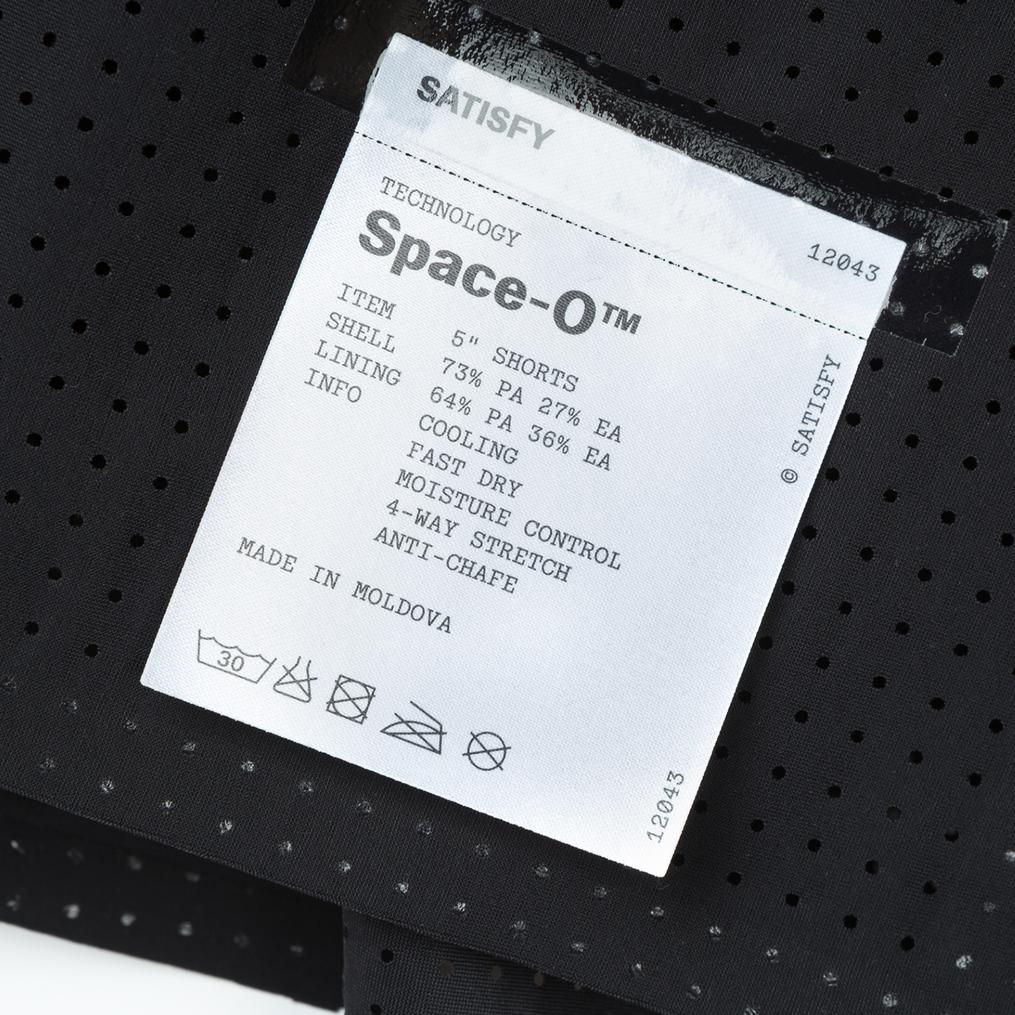 SATISFY
12043
TECHNOLOGY
Space-O™
ITEM 5" SHORTS
SHELL 73% PA 27% EA
LINING 64% PA 36% EA
INFO COOLING
FAST DRY
MOISTURE CONTROL
4-WAY STRETCH
ANTI-CHAFE
MADE IN MOLDOVA
30
© SATISFY
12043